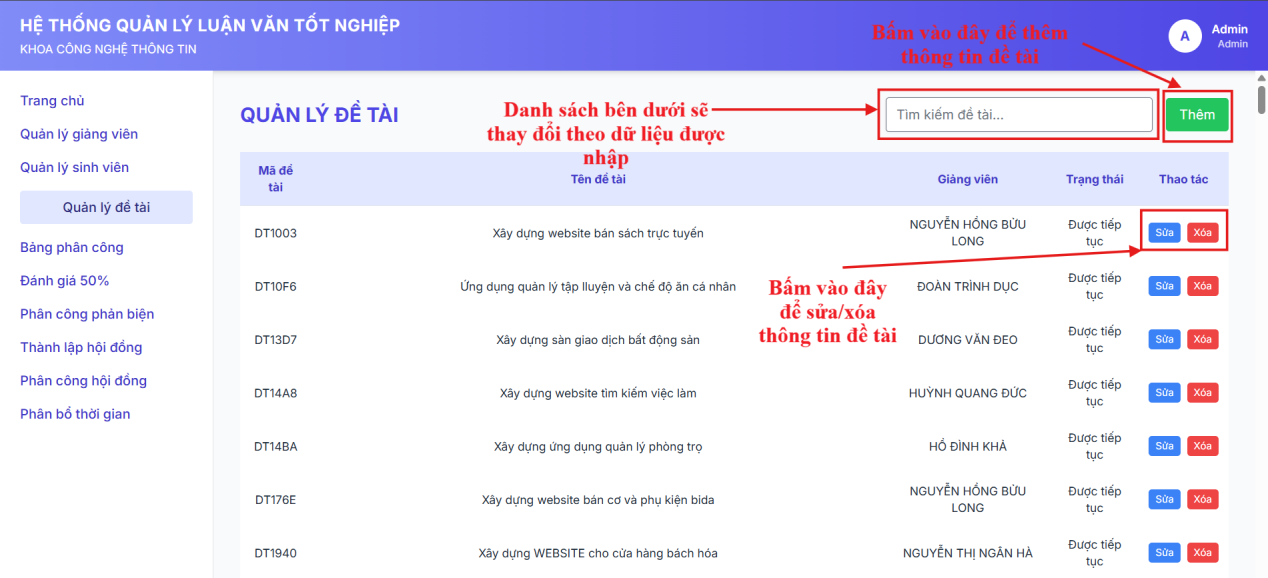 HỆ THỐNG QUẢN LÝ LUẬN VĂN TỐT NGHIỆP
KHOA CÔNG NGHỆ THÔNG TIN
Bấm vào đây để thêm
thông tin đề tài
A
Admin
Admin
Trang chủ
Quản lý giảng viên
Quản lý sinh viên
Quản lý đề tài
Bảng phân công
Đánh giá 50%
Phân công phản biện
Thành lập hội đồng
Phân công hội đồng
Phân bổ thời gian
QUẢN LÝ ĐỀ TÀI
Danh sách bên dưới sẽ
thay đổi theo dữ liệu được
nhập
Tìm kiếm đề tài...
Thêm
Mã đề
tài
Tên đề tài
Giảng viên
Trạng thái
Thao tác
DT1003
Xây dựng website bán sách trực tuyến
NGUYỄN HỒNG BỬU
LONG
Được tiếp
tục
Sửa
Xóa
DT10F6
Ứng dụng quản lý tập lluyện và chế độ ăn cá nhân
ĐOÀN TRÌNH DỤC
Được tiếp
tục
Sửa
Xóa
Bấm vào đây
để sửa/xóa
thông tin đề tài
DT13D7
Xây dựng sàn giao dịch bất động sản
DƯƠNG VĂN ĐEO
Được tiếp
tục
Sửa
Xóa
DT14A8
Xây dựng website tìm kiếm việc làm
HUỲNH QUANG ĐỨC
Được tiếp
tục
Sửa
Xóa
DT14BA
Xây dựng ứng dụng quản lý phòng trọ
HỒ ĐÌNH KHẢ
Được tiếp
tục
Sửa
Xóa
DT176E
Xây dựng website bán cơ và phụ kiện bida
NGUYỄN HỒNG BỬU
LONG
Được tiếp
tục
Sửa
Xóa
DT1940
Xây dựng WEBSITE cho cửa hàng bách hóa
NGUYỄN THỊ NGÂN HÀ
Được tiếp
tục
Sửa
Xóa